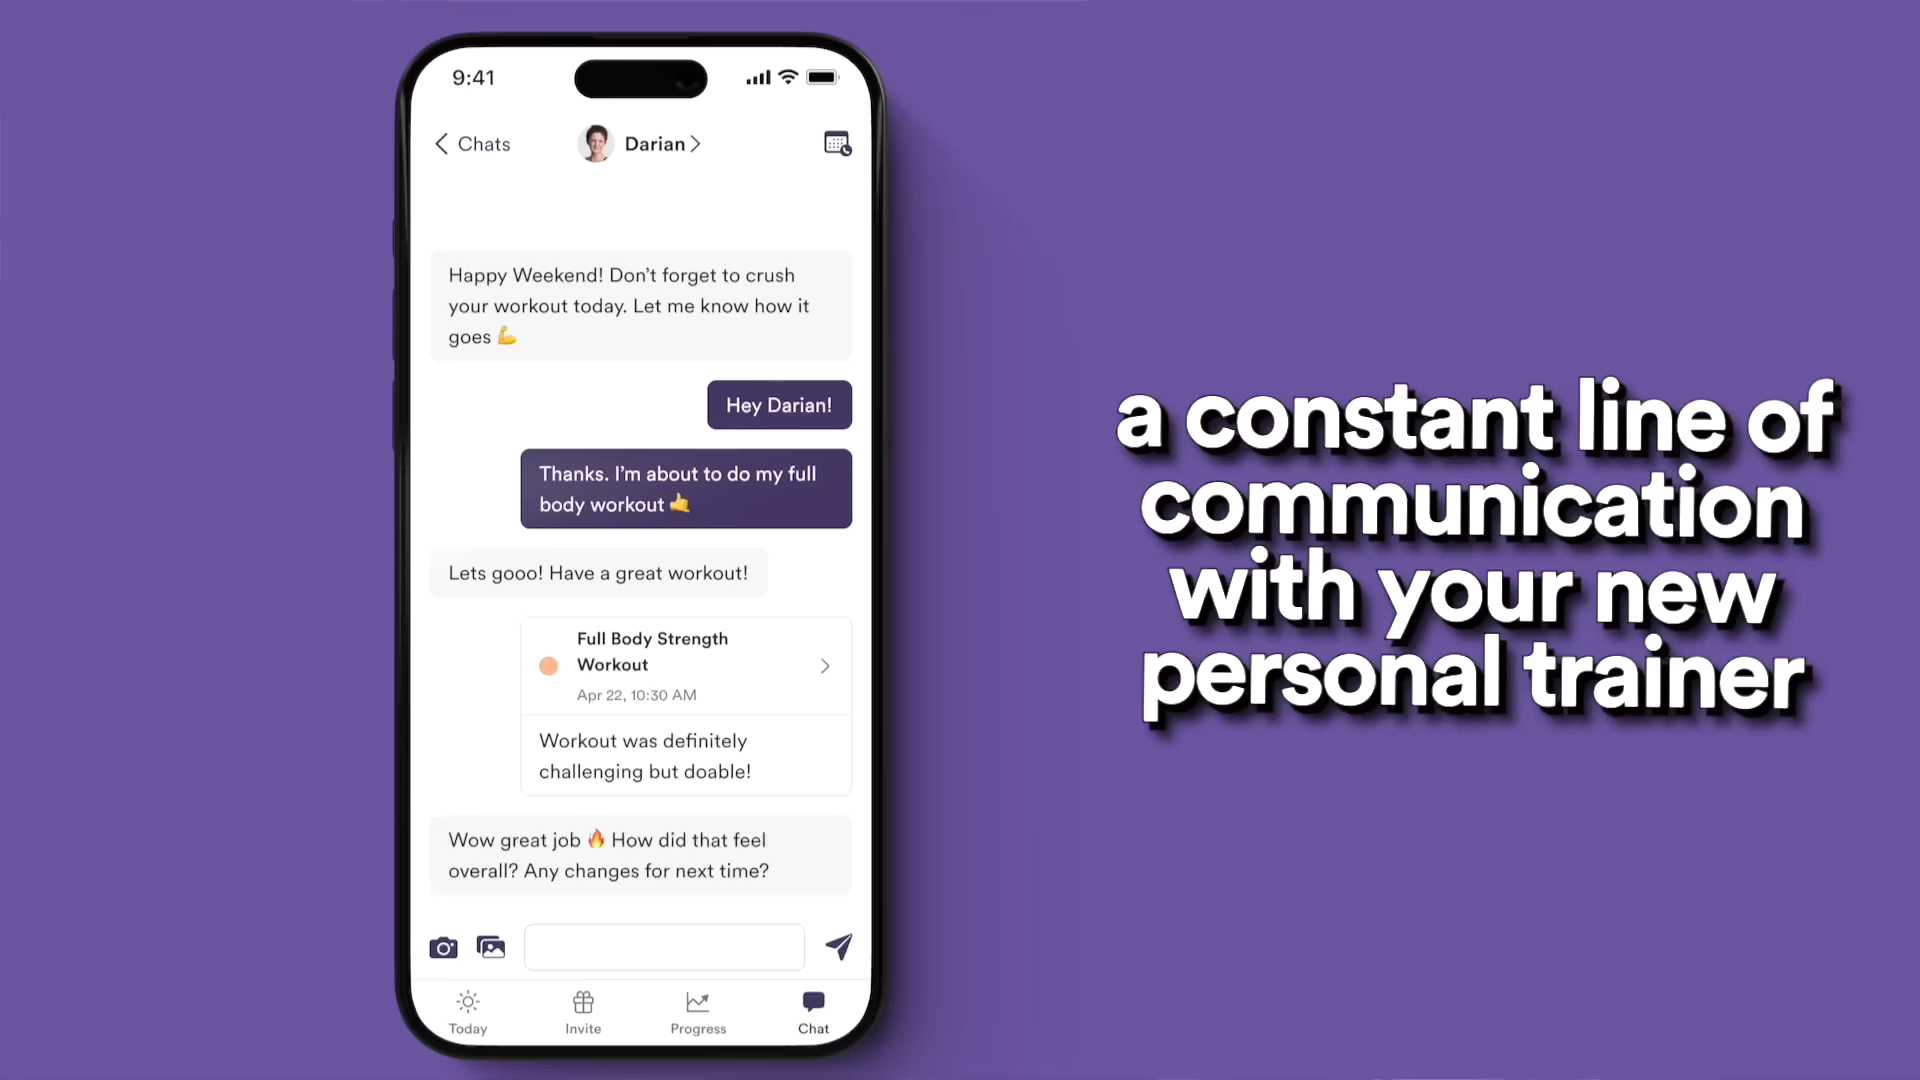 9:41
Chats
Darian
Happy Weekend! Don't forget to crush
your workout today. Let me know how it
goes 💪
Hey Darian!
Thanks. I'm about to do my full
body workout 🤙
Lets gooo! Have a great workout!
Full Body Strength
Workout
Apr 22, 10:30 AM
Workout was definitely
challenging but doable!
Wow great job 🔥 How did that feel
overall? Any changes for next time?
Today
Invite
Progress
Chat
a constant line of
communication
with your new
personal trainer